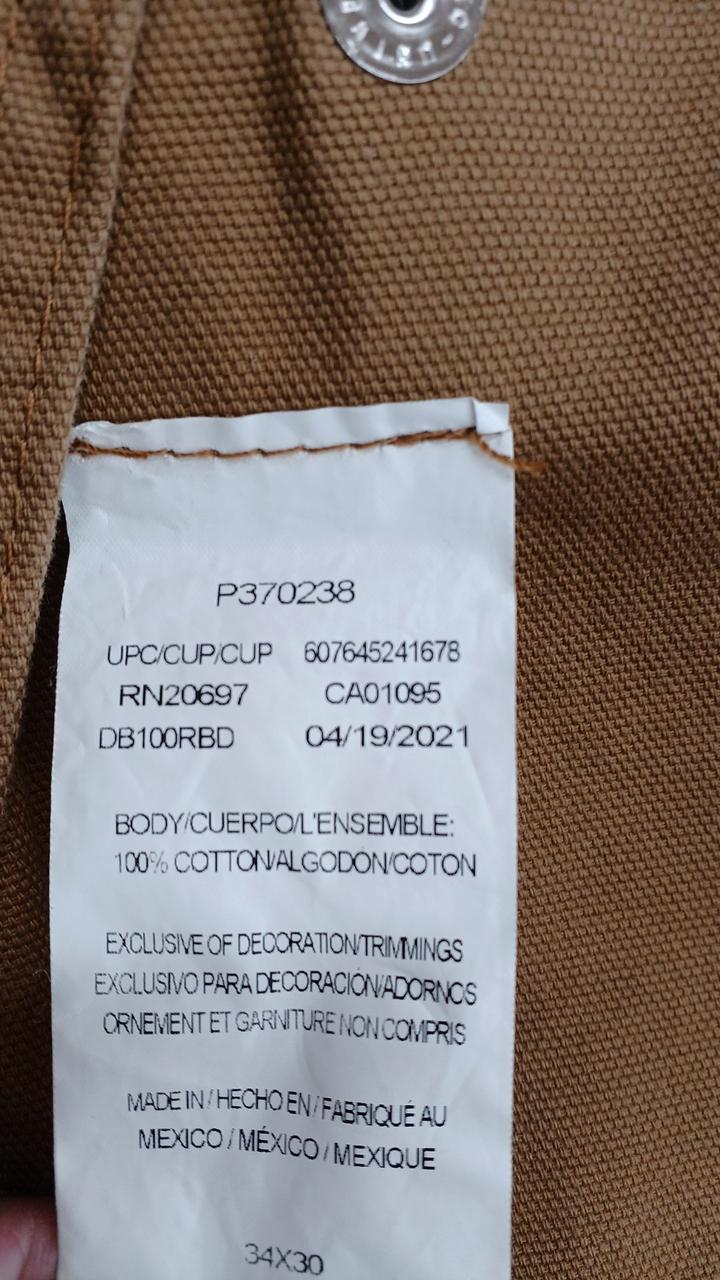 P370238
UPC/CUP/CUP 607645241678
RN20697 CA01095
DB100RBD 04/19/2021
BODY/CUERPO/L'ENSEMBLE:
100% COTTON/ALGODÓN/COTON
EXCLUSIVE OF DECORATION/TRIMMINGS
EXCLUSIVO PARA DECORACIÓN/ADORNOS
ORNEMENT ET GARNITURE NON COMPRIS
MADE IN / HECHO EN / FABRIQUÉ AU
MEXICO / MÉXICO / MEXIQUE
34X30